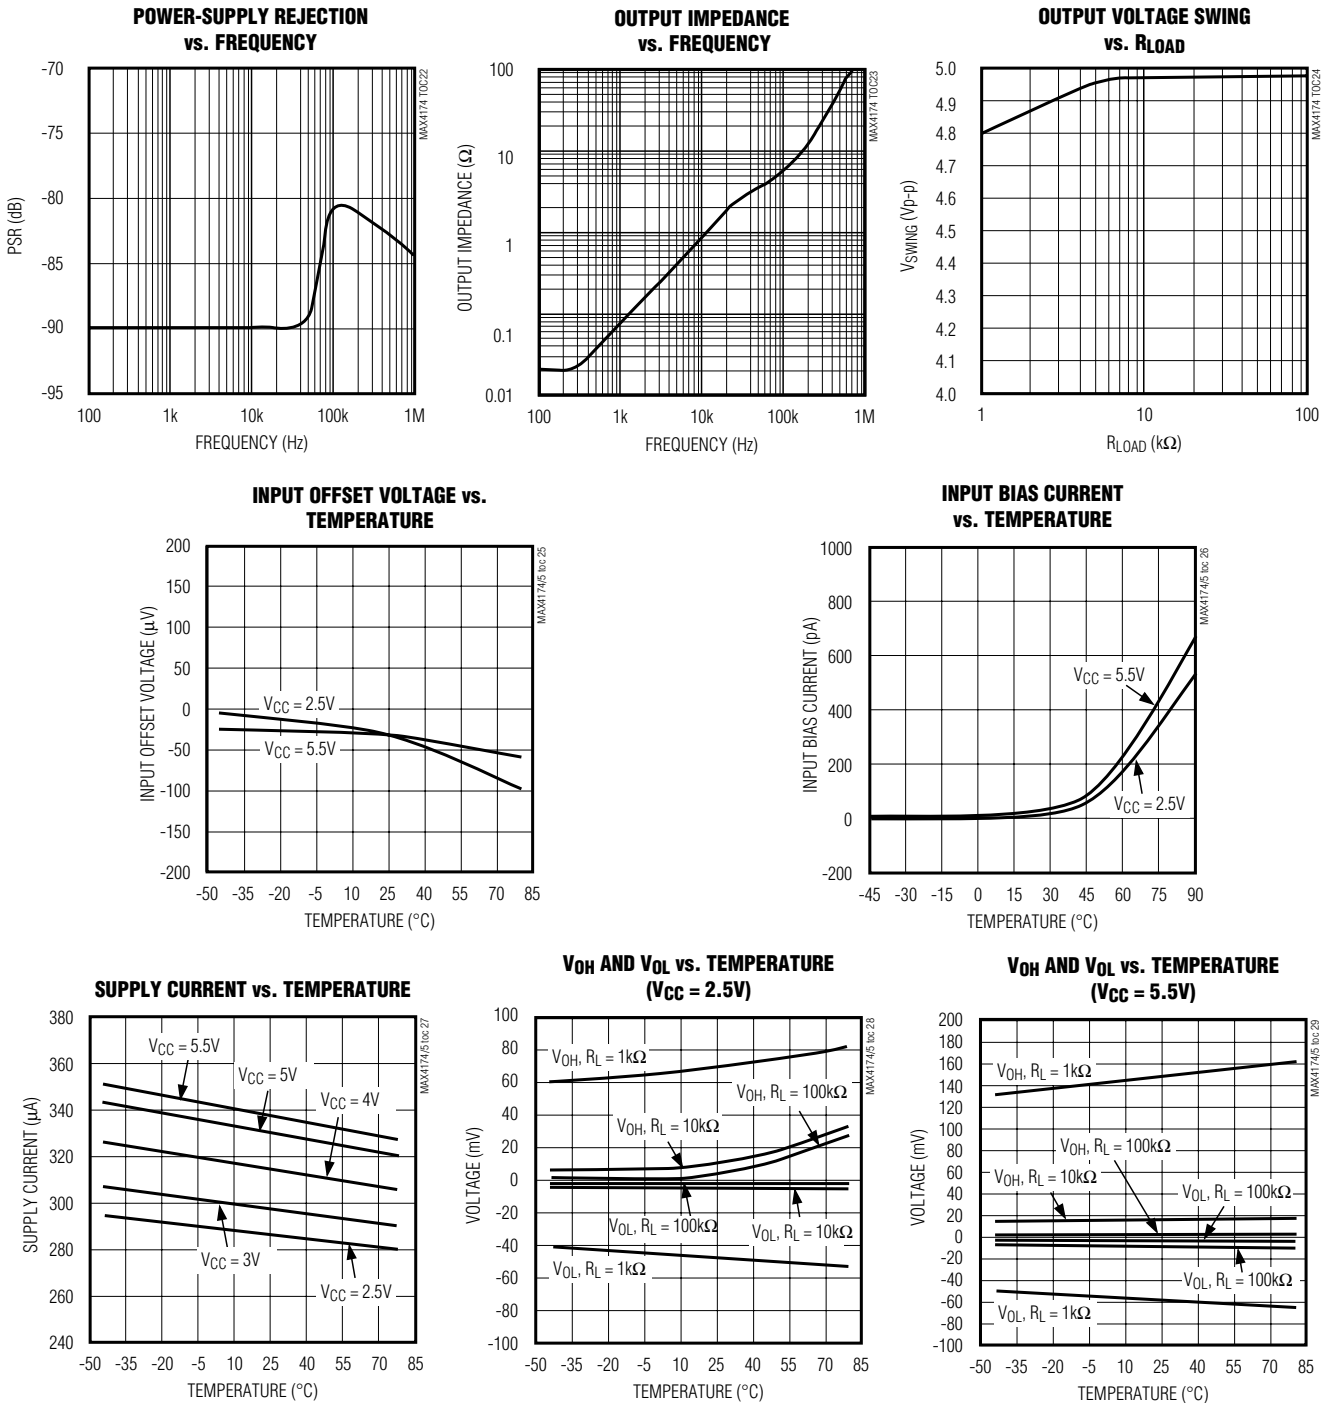 POWER-SUPPLY REJECTION
vs. FREQUENCY
-70
-75
-80
-85
-90
-95
PSR (dB)
100
1k
10k
100k
1M
FREQUENCY (Hz)
MAX4174 TOC22
OUTPUT IMPEDANCE
vs. FREQUENCY
100
10
1
0.1
0.01
OUTPUT IMPEDANCE (Ω)
100
1k
10k
100k
1M
FREQUENCY (Hz)
MAX4174 TOC23
OUTPUT VOLTAGE SWING
vs. RLOAD
5.0
4.9
4.8
4.7
4.6
4.5
4.4
4.3
4.2
4.1
4.0
VSWING (Vp-p)
1
10
100
RLOAD (kΩ)
MAX4174 TOC24
INPUT OFFSET VOLTAGE vs.
TEMPERATURE
200
150
100
50
0
-50
-100
-150
-200
INPUT OFFSET VOLTAGE (μV)
VCC = 2.5V
VCC = 5.5V
-50
-35
-20
-5
10
25
40
55
70
85
TEMPERATURE (°C)
MAX4174/5 toc 25
INPUT BIAS CURRENT
vs. TEMPERATURE
1000
800
600
400
200
0
-200
INPUT BIAS CURRENT (pA)
VCC = 5.5V
VCC = 2.5V
-45
-30
-15
0
15
30
45
60
75
90
TEMPERATURE (°C)
MAX4174/5 toc 26
SUPPLY CURRENT vs. TEMPERATURE
380
360
340
320
300
280
260
240
SUPPLY CURRENT (μA)
VCC = 5.5V
VCC = 5V
VCC = 4V
VCC = 3V
VCC = 2.5V
-50
-35
-5
10
25
55
70
85
TEMPERATURE (°C)
MAX4174/5 toc 27
VOH AND VOL vs. TEMPERATURE
(VCC = 2.5V)
100
80
60
40
20
0
-20
-40
-60
-80
-100
VOLTAGE (mV)
VOH, RL = 1kΩ
VOH, RL = 100kΩ
VOH, RL = 10kΩ
VOL, RL = 100kΩ
VOL, RL = 10kΩ
VOL, RL = 1kΩ
-50
-35
-5
10
25
50
70
85
TEMPERATURE (°C)
MAX4174/5 toc 28
VOH AND VOL vs. TEMPERATURE
(VCC = 5.5V)
200
180
160
140
120
100
80
60
40
20
0
-20
-40
-60
-80
-100
VOLTAGE (mV)
VOH, RL = 1kΩ
VOH, RL = 100kΩ
VOH, RL = 10kΩ
VOL, RL = 100kΩ
VOL, RL = 100kΩ
VOL, RL = 1kΩ
-50
-35
-5
10
25
45
70
85
TEMPERATURE (°C)
MAX4174/5 toc 29